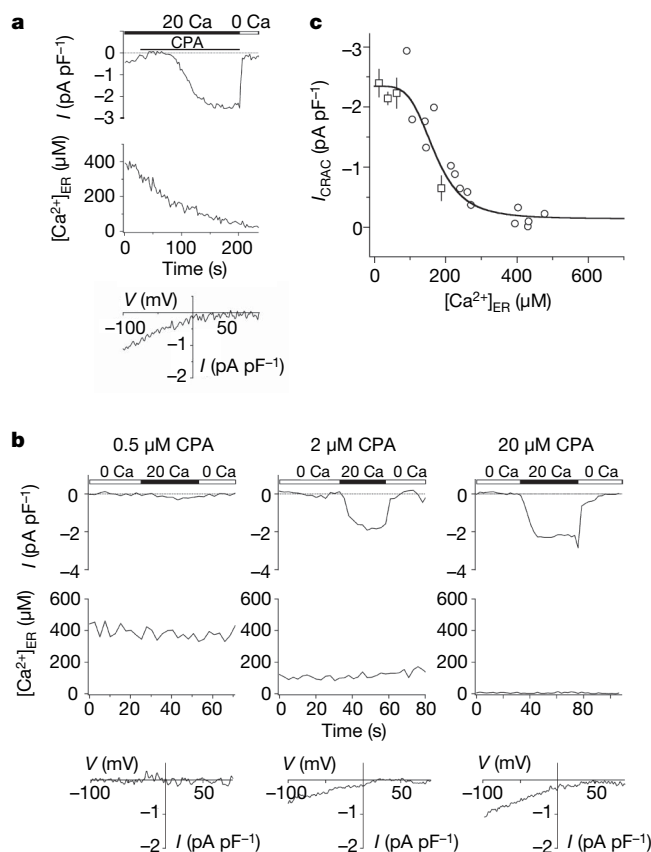 a
20 Ca 0 Ca
CPA
I (pA pF⁻¹)
0
−1
−2
−3
[Ca²⁺]ER (µM)
400
200
0
0 100 200
Time (s)
V (mV)
−100 50
−1
−2
I (pA pF⁻¹)
c
I_CRAC (pA pF⁻¹)
−3
−2
−1
0
0 200 400 600
[Ca²⁺]ER (µM)
b
0.5 µM CPA 2 µM CPA 20 µM CPA
0 Ca 20 Ca 0 Ca 0 Ca 20 Ca 0 Ca 0 Ca 20 Ca 0 Ca
I (pA pF⁻¹)
0 0 0
−2 −2 −2
−4 −4 −4
[Ca²⁺]ER (µM)
600 600 600
400 400 400
200 200 200
0 0 0
0 20 40 60 0 20 40 60 80 0 20 40 60 80
Time (s)
V (mV) V (mV) V (mV)
−100 50 −100 50 −100 50
−1 −1 −1
−2 I (pA pF⁻¹) −2 I (pA pF⁻¹) −2 I (pA pF⁻¹)